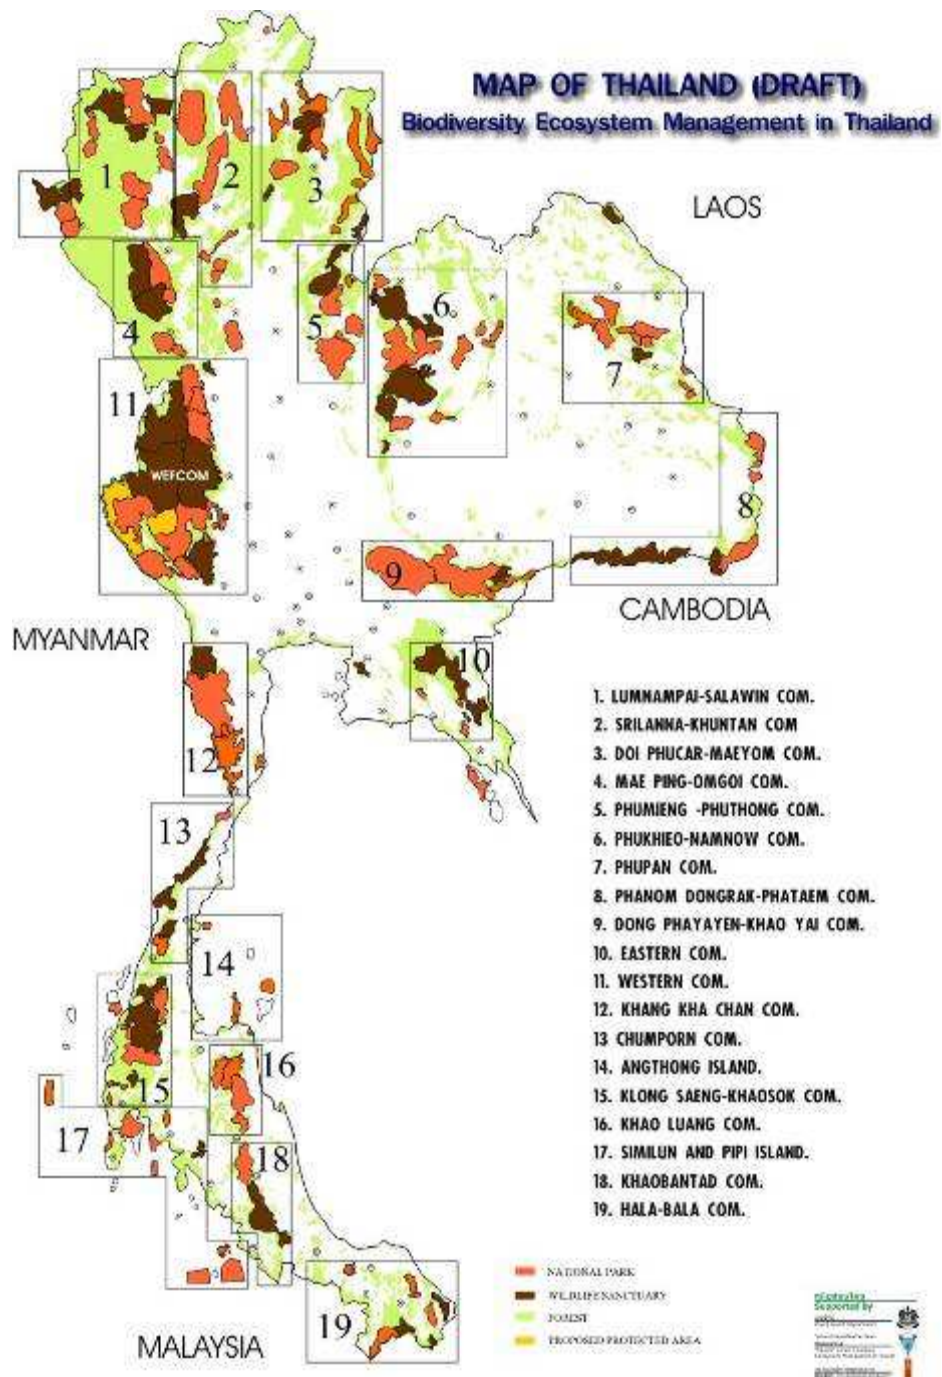 MAP OF THAILAND (DRAFT)
Biodiversity Ecosystem Management in Thailand
LAOS
1
2
3
4
5
6
7
11
WEFCOM
8
9
CAMBODIA
MYANMAR
10
12
13
14
15
16
17
18
19
MALAYSIA
1. LUMNAMPAI-SALAWIN COM.
2. SRILANNA-KHUNTAN COM
3. DOI PHUCAR-MAEYOM COM.
4. MAE PING-OMGOI COM.
5. PHUMIENG -PHUTHONG COM.
6. PHUKHIEO-NAMNOW COM.
7. PHUPAN COM.
8. PHANOM DONGRAK-PHATAEM COM.
9. DONG PHAYAYEN-KHAO YAI COM.
10. EASTERN COM.
11. WESTERN COM.
12. KHANG KHA CHAN COM.
13 CHUMPORN COM.
14. ANGTHONG ISLAND.
15. KLONG SAENG-KHAOSOK COM.
16. KHAO LUANG COM.
17. SIMILUN AND PIPI ISLAND.
18. KHAOBANTAD COM.
19. HALA-BALA COM.
NATIONAL PARK
WILDLIFE SANCTUARY
FOREST
PROPOSED PROTECTED AREA
Supported by